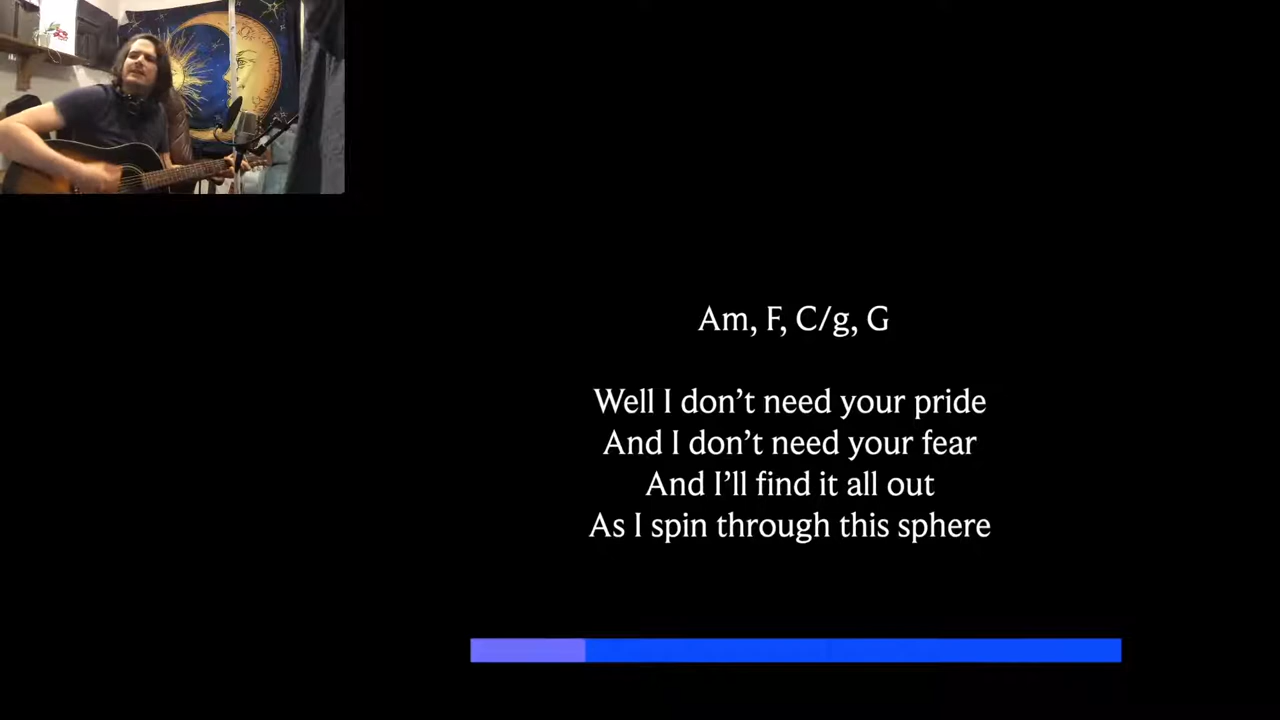 Am, F, C/g, G
Well I don’t need your pride
And I don’t need your fear
And I’ll find it all out
As I spin through this sphere